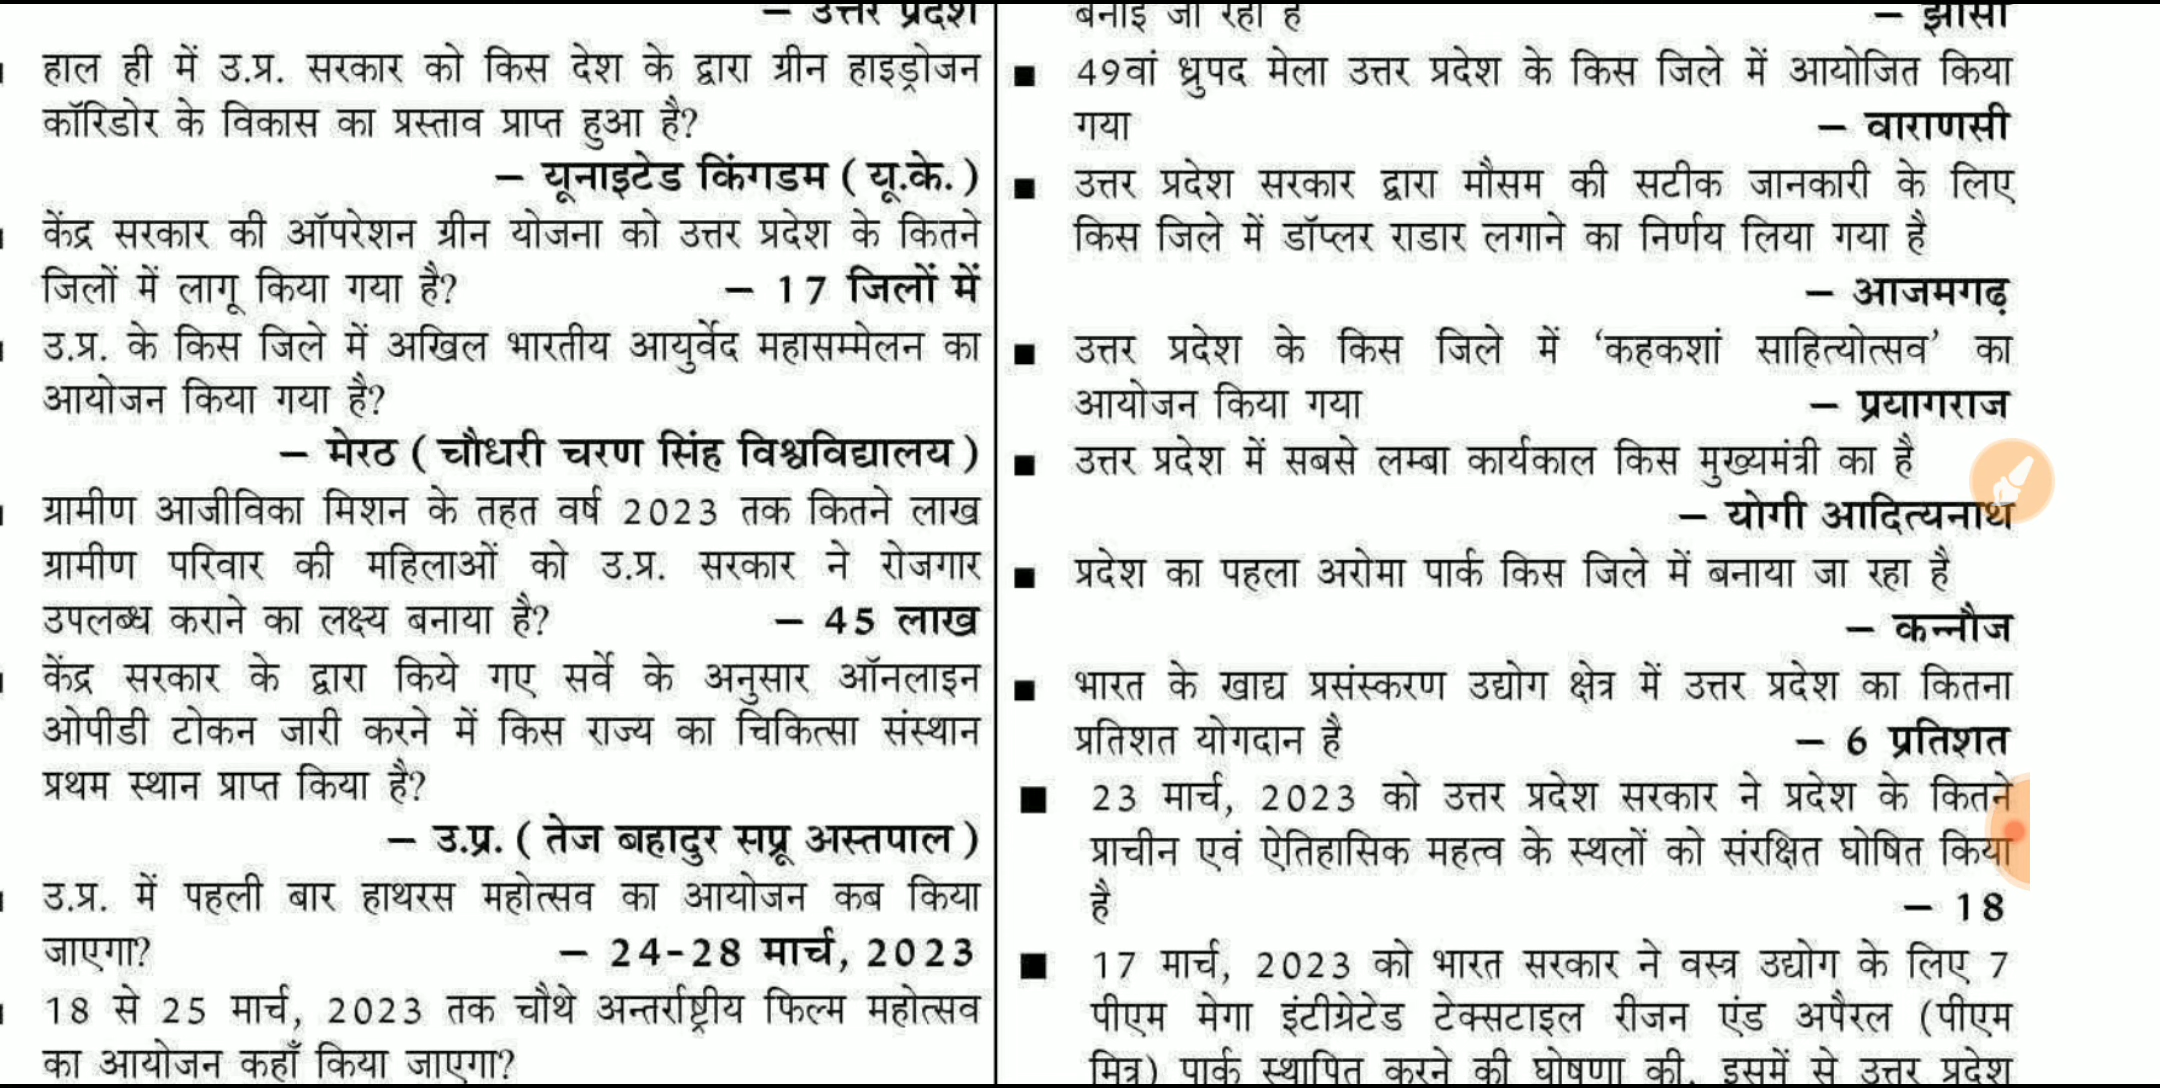 – उत्तर प्रदेश
हाल ही में उ.प्र. सरकार को किस देश के द्वारा ग्रीन हाइड्रोजन
कॉरिडोर के विकास का प्रस्ताव प्राप्त हुआ है?
– यूनाइटेड किंगडम ( यू.के. )
केंद्र सरकार की ऑपरेशन ग्रीन योजना को उत्तर प्रदेश के कितने
जिलों में लागू किया गया है? – 17 जिलों में
उ.प्र. के किस जिले में अखिल भारतीय आयुर्वेद महासम्मेलन का
आयोजन किया गया है?
– मेरठ ( चौधरी चरण सिंह विश्वविद्यालय )
ग्रामीण आजीविका मिशन के तहत वर्ष 2023 तक कितने लाख
ग्रामीण परिवार की महिलाओं को उ.प्र. सरकार ने रोजगार
उपलब्ध कराने का लक्ष्य बनाया है? – 45 लाख
केंद्र सरकार के द्वारा किये गए सर्वे के अनुसार ऑनलाइन
ओपीडी टोकन जारी करने में किस राज्य का चिकित्सा संस्थान
प्रथम स्थान प्राप्त किया है?
– उ.प्र. ( तेज बहादुर सप्रू अस्तपाल )
उ.प्र. में पहली बार हाथरस महोत्सव का आयोजन कब किया
जाएगा? – 24-28 मार्च, 2023
18 से 25 मार्च, 2023 तक चौथे अन्तर्राष्ट्रीय फिल्म महोत्सव
का आयोजन कहाँ किया जाएगा?
बनाई जा रही है – झांसी
■ 49वां ध्रुपद मेला उत्तर प्रदेश के किस जिले में आयोजित किया
गया – वाराणसी
■ उत्तर प्रदेश सरकार द्वारा मौसम की सटीक जानकारी के लिए
किस जिले में डॉप्लर राडार लगाने का निर्णय लिया गया है
– आजमगढ़
■ उत्तर प्रदेश के किस जिले में ‘कहकशां साहित्योत्सव’ का
आयोजन किया गया – प्रयागराज
■ उत्तर प्रदेश में सबसे लम्बा कार्यकाल किस मुख्यमंत्री का है
– योगी आदित्यनाथ
■ प्रदेश का पहला अरोमा पार्क किस जिले में बनाया जा रहा है
– कन्नौज
■ भारत के खाद्य प्रसंस्करण उद्योग क्षेत्र में उत्तर प्रदेश का कितना
प्रतिशत योगदान है – 6 प्रतिशत
■ 23 मार्च, 2023 को उत्तर प्रदेश सरकार ने प्रदेश के कितने
प्राचीन एवं ऐतिहासिक महत्व के स्थलों को संरक्षित घोषित किया
है – 18
■ 17 मार्च, 2023 को भारत सरकार ने वस्त्र उद्योग के लिए 7
पीएम मेगा इंटीग्रेटेड टेक्सटाइल रीजन एंड अपैरल (पीएम
मित्र) पार्क स्थापित करने की घोषणा की. इसमें से उत्तर प्रदेश